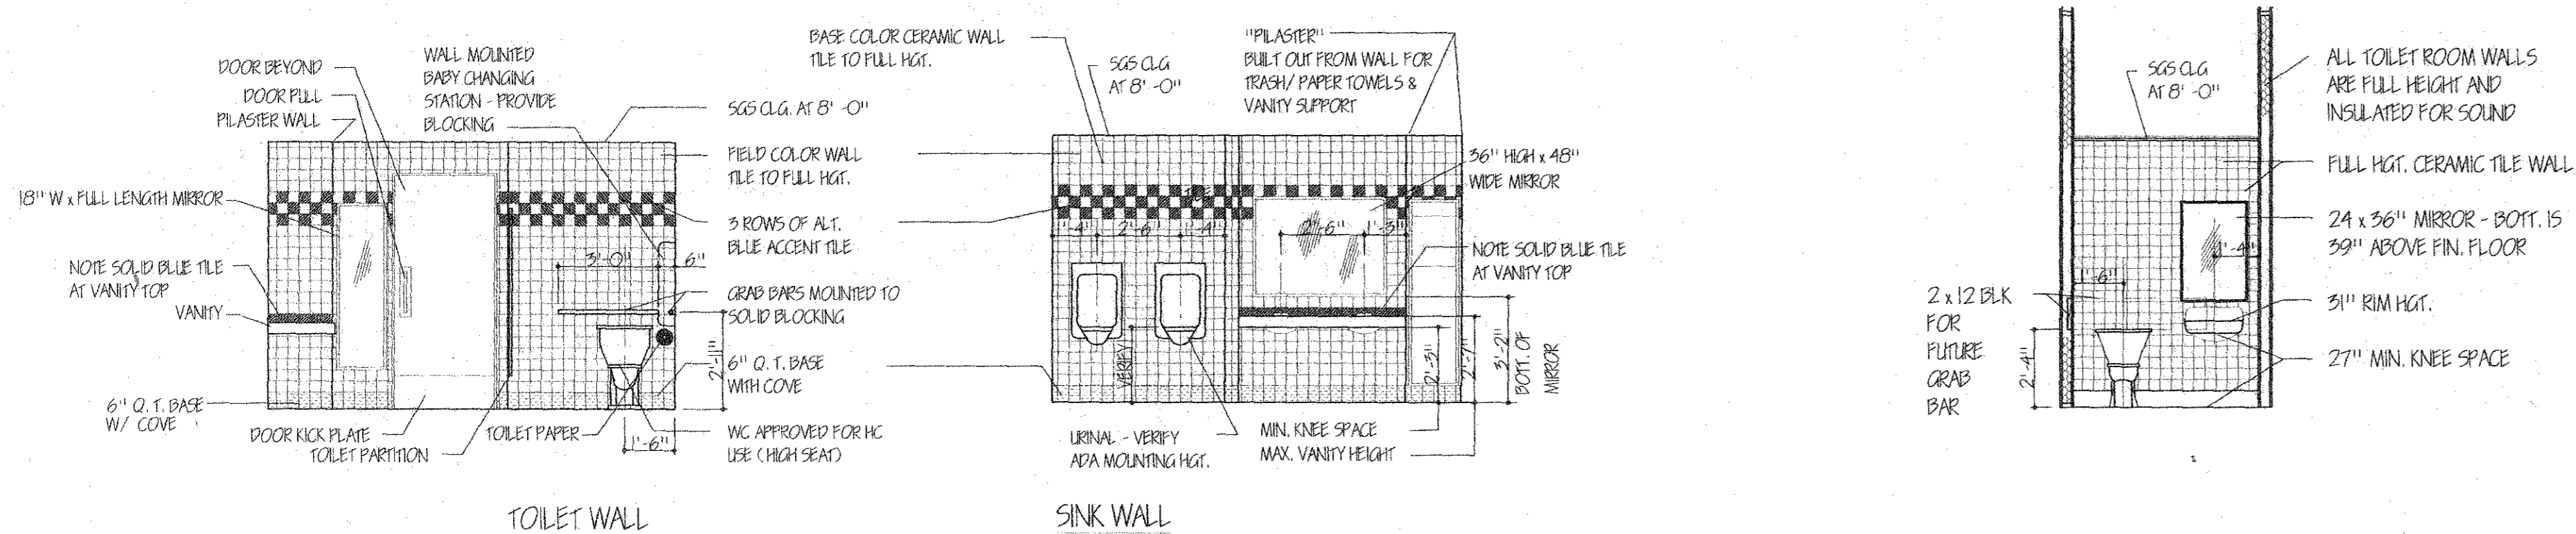 DOOR BEYOND
DOOR PULL
PILASTER WALL
WALL MOUNTED
BABY CHANGING
STATION - PROVIDE
BLOCKING
18" W x FULL LENGTH MIRROR
NOTE SOLID BLUE TILE
AT VANITY TOP
VANITY
6" Q. T. BASE
W/ COVE
DOOR KICK PLATE
TOILET PARTITION
TOILET PAPER
3'-0"
6"
2'-11"
1'-6"
SGS CLG. AT 8' -0"
FIELD COLOR WALL
TILE TO FULL HGT.
3 ROWS OF ALT.
BLUE ACCENT TILE
GRAB BARS MOUNTED TO
SOLID BLOCKING
6" Q. T. BASE
WITH COVE
WC APPROVED FOR HC
USE (HIGH SEAT)
TOILET WALL
BASE COLOR CERAMIC WALL
TILE TO FULL HGT.
SGS CLG
AT 8' -0"
"PILASTER"
BUILT OUT FROM WALL FOR
TRASH/ PAPER TOWELS &
VANITY SUPPORT
36" HIGH x 48"
WIDE MIRROR
NOTE SOLID BLUE TILE
AT VANITY TOP
1'-4"
2'-6"
1'-4"
2'-6"
1'-3"
VERIFY
2'-3"
2'-7"
3'-2"
BOTT. OF
MIRROR
URINAL - VERIFY
ADA MOUNTING HGT.
MIN. KNEE SPACE
MAX. VANITY HEIGHT
SINK WALL
SGS CLG
AT 8' -0"
ALL TOILET ROOM WALLS
ARE FULL HEIGHT AND
INSULATED FOR SOUND
FULL HGT. CERAMIC TILE WALL
24 x 36" MIRROR - BOTT. IS
39" ABOVE FIN. FLOOR
31" RIM HGT.
27" MIN. KNEE SPACE
1'-4"
1'-6"
2'-4"
2 x 12 BLK
FOR
FUTURE
GRAB
BAR